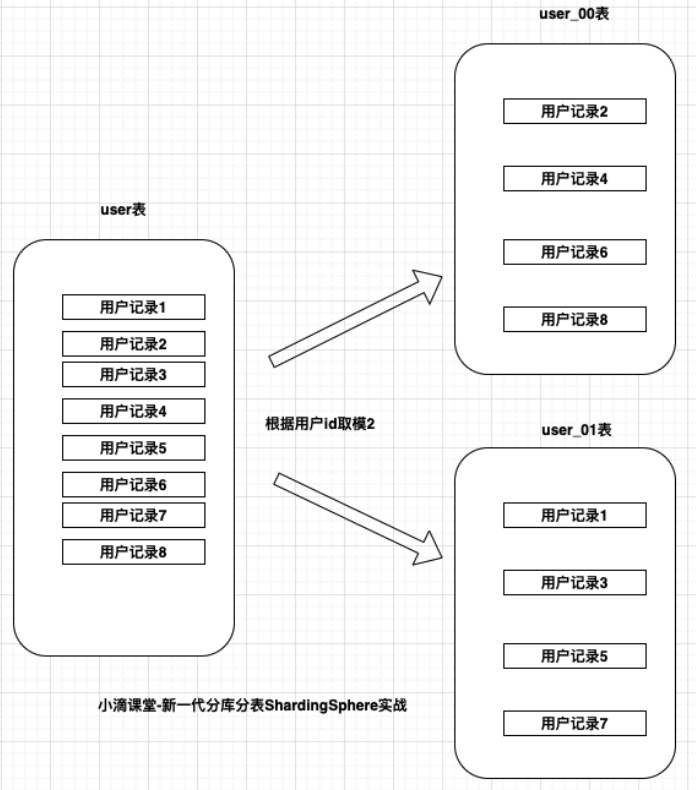 user表
用户记录1
用户记录2
用户记录3
用户记录4
用户记录5
用户记录6
用户记录7
用户记录8
根据用户id取模2
user_00表
用户记录2
用户记录4
用户记录6
用户记录8
user_01表
用户记录1
用户记录3
用户记录5
用户记录7
小滴课堂-新一代分库分表ShardingSphere实战